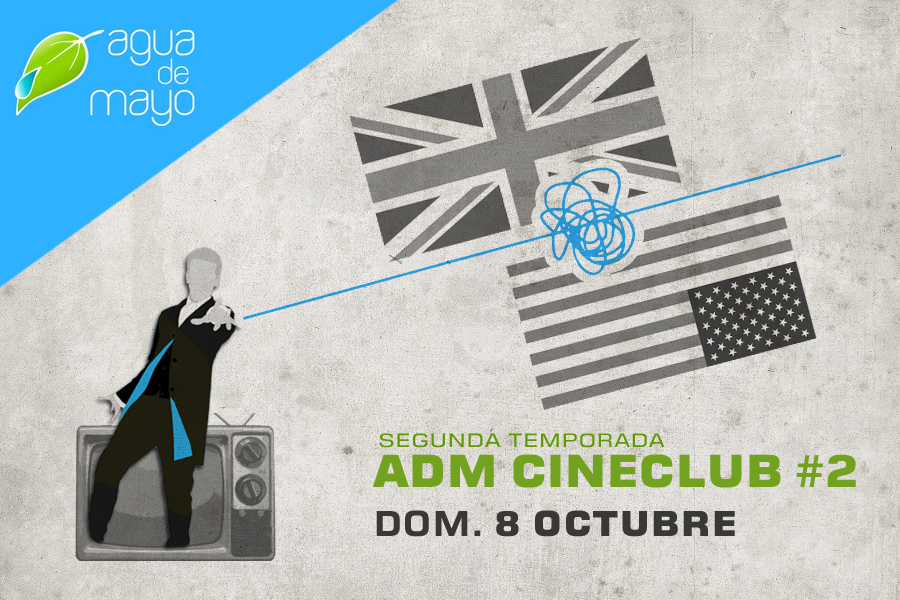 agua
de
mayo
SEGUNDA TEMPORADA
ADM CINECLUB #2
DOM. 8 OCTUBRE